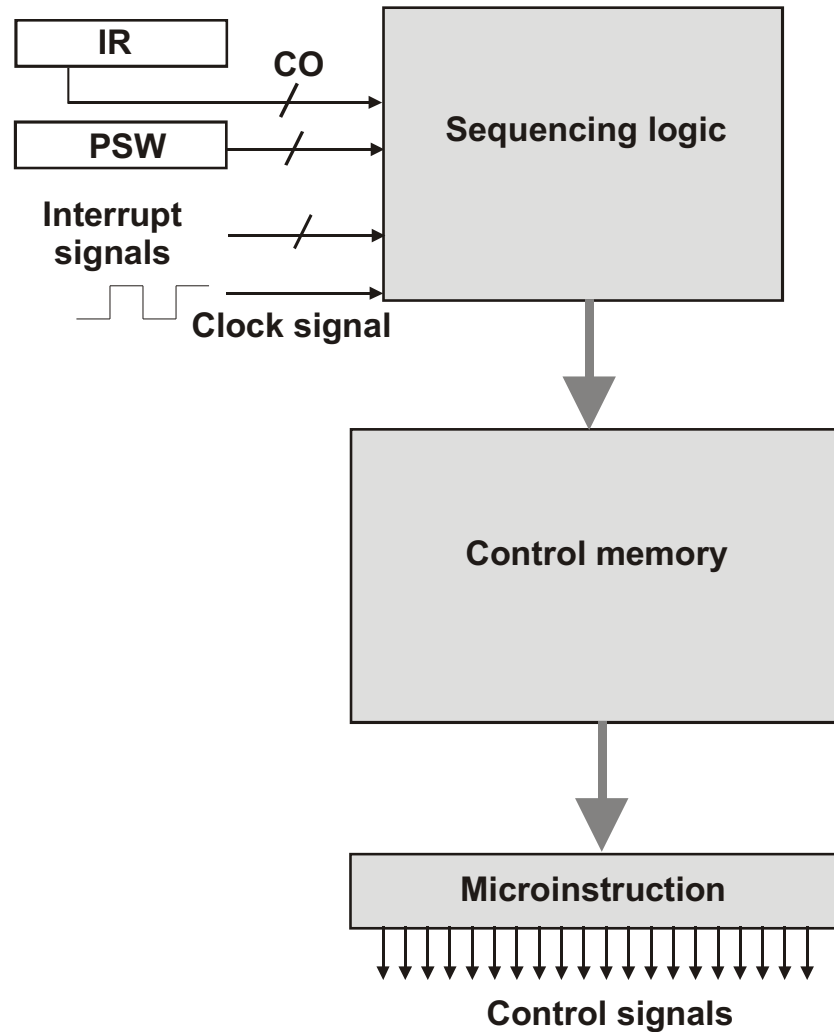 IR
CO
PSW
Interrupt
signals
Clock signal
Sequencing logic
Control memory
Microinstruction
Control signals